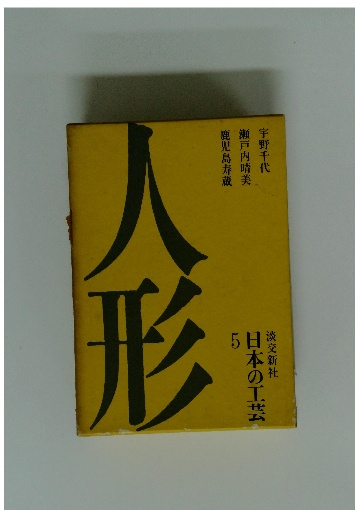 宇野千代
瀬戸内晴美
鹿児島寿蔵
人形
淡交新社
日本の工芸
5